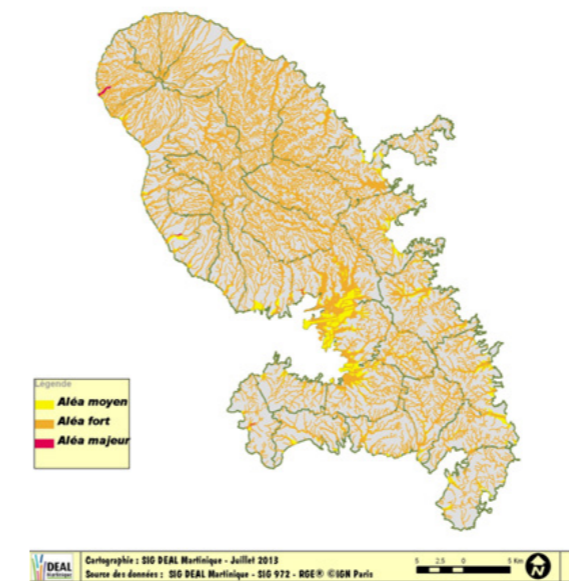 Légende
Aléa moyen
Aléa fort
Aléa majeur
DEAL
Martinique
Cartographie : SIG DEAL Martinique - Juillet 2013
Source des données : SIG DEAL Martinique - SIG 972 - RGE® ©IGN Paris
5 2.5 0 5 Km
N